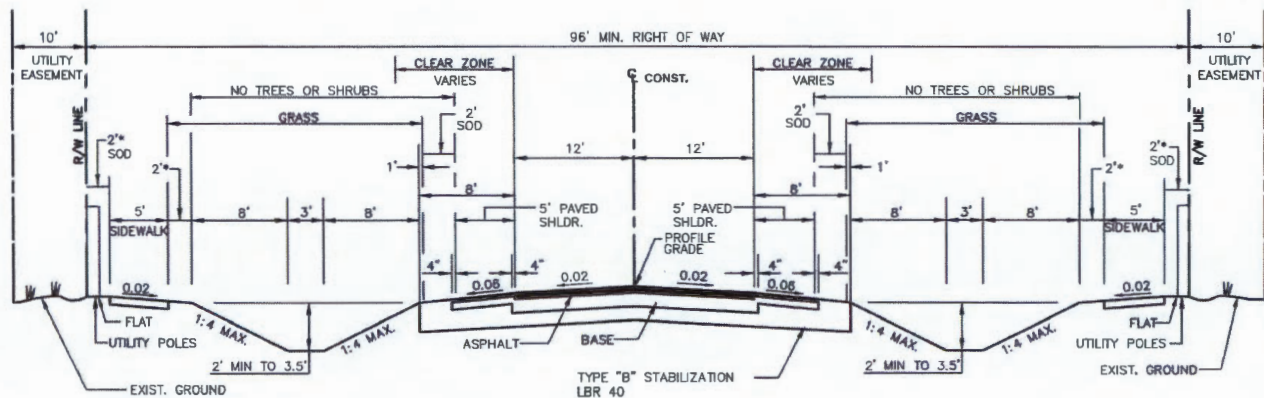 10'
UTILITY
EASEMENT
96' MIN. RIGHT OF WAY
10'
UTILITY
EASEMENT
CLEAR ZONE
VARIES
℄ CONST.
CLEAR ZONE
VARIES
NO TREES OR SHRUBS
NO TREES OR SHRUBS
GRASS
GRASS
R/W LINE
R/W LINE
2'*
SOD
2'
SOD
2'
SOD
2'*
SOD
12'
12'
1'
1'
2'*
2'*
8'
8'
5'
SIDEWALK
8'
3'
8'
5' PAVED
SHLDR.
5' PAVED
SHLDR.
8'
3'
8'
5'
SIDEWALK
PROFILE
GRADE
4"
4"
4"
4"
0.02
0.06
0.02
0.02
0.06
0.02
FLAT
UTILITY POLES
1:4 MAX.
1:4 MAX.
ASPHALT
BASE
1:4 MAX.
1:4 MAX.
FLAT
UTILITY POLES
2' MIN TO 3.5'
2' MIN TO 3.5'
EXIST. GROUND
EXIST. GROUND
TYPE "B" STABILIZATION
LBR 40